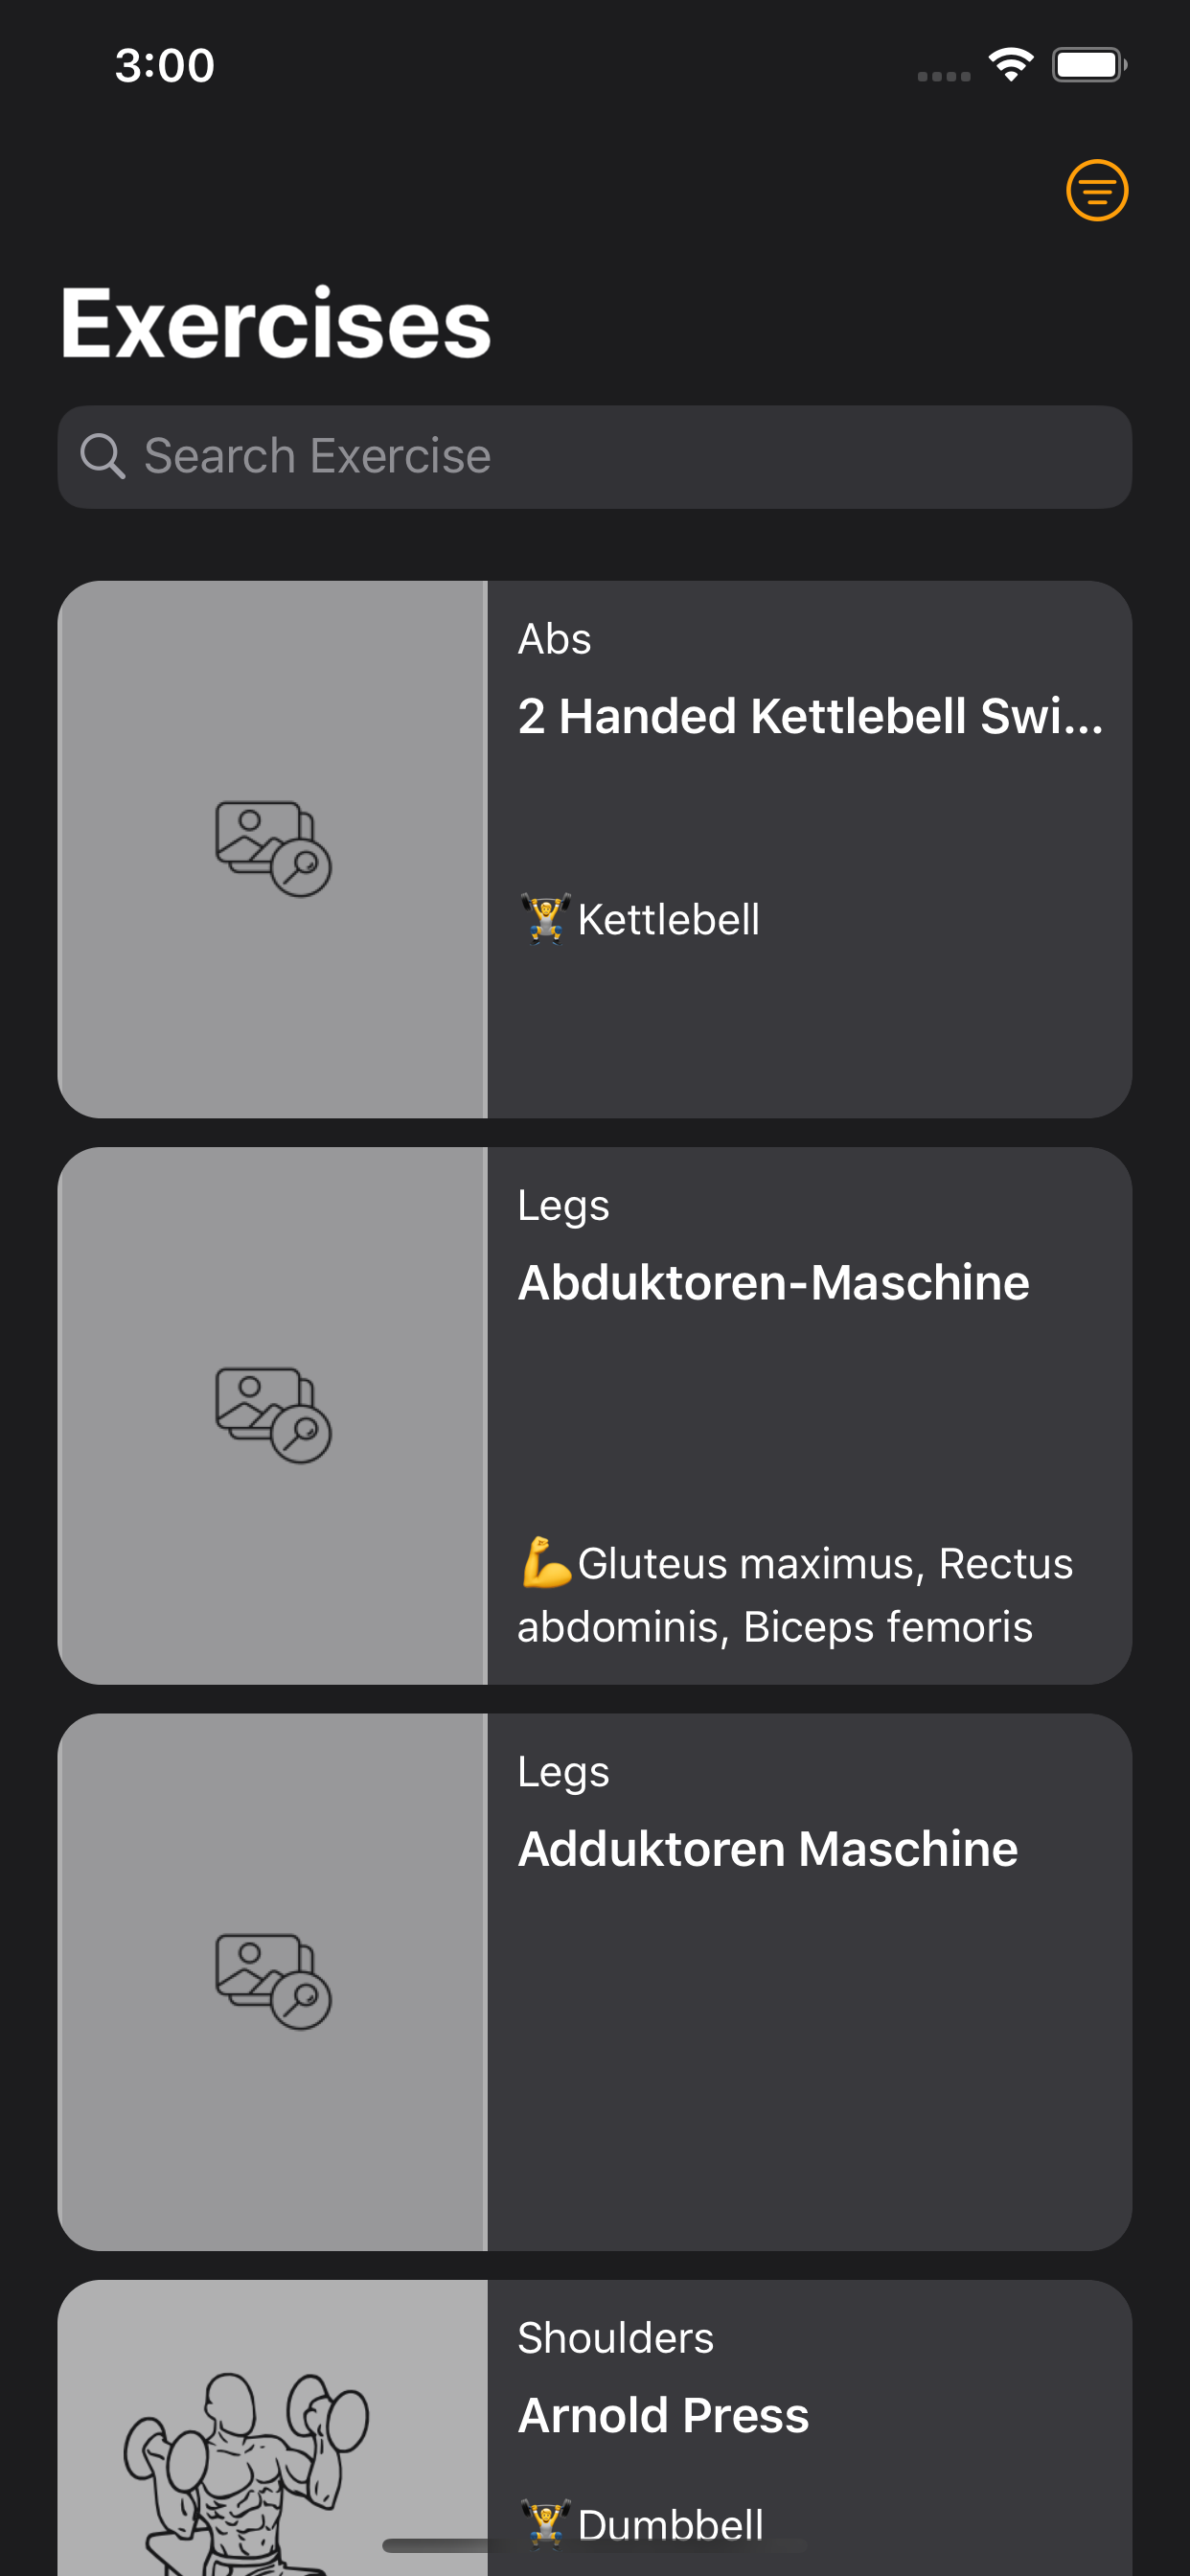 3:00
Exercises
Search Exercise
Abs
2 Handed Kettlebell Swi...
🏋️Kettlebell
Legs
Abduktoren-Maschine
💪Gluteus maximus, Rectus
abdominis, Biceps femoris
Legs
Adduktoren Maschine
Shoulders
Arnold Press
🏋️Dumbbell